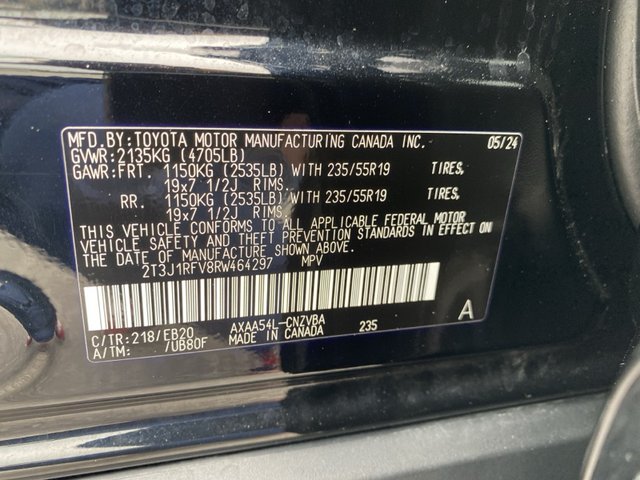 MFD.BY:TOYOTA MOTOR MANUFACTURING CANADA INC. 05/24
GVWR:2135KG (4705LB)
GAWR:FRT. 1150KG (2535LB) WITH 235/55R19 TIRES,
19x7 1/2J RIMS.
RR. 1150KG (2535LB) WITH 235/55R19 TIRES,
19x7 1/2J RIMS.
THIS VEHICLE CONFORMS TO ALL APPLICABLE FEDERAL MOTOR
VEHICLE SAFETY AND THEFT PREVENTION STANDARDS IN EFFECT ON
THE DATE OF MANUFACTURE SHOWN ABOVE.
2T3J1RFV8RW464297 MPV
C/TR:218/EB20 AXAA54L-CNZVBA 235 A
A/TM: /UB80F MADE IN CANADA